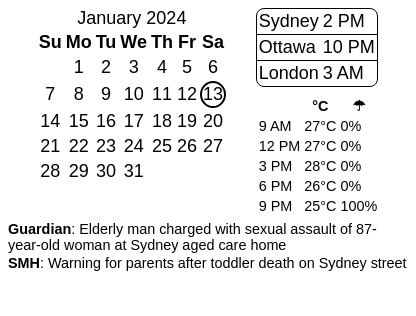 January 2024
Su Mo Tu We Th Fr Sa
1 2 3 4 5 6
7 8 9 10 11 12 13
14 15 16 17 18 19 20
21 22 23 24 25 26 27
28 29 30 31
Sydney 2 PM
Ottawa 10 PM
London 3 AM
°C ☂
9 AM 27°C 0%
12 PM 27°C 0%
3 PM 28°C 0%
6 PM 26°C 0%
9 PM 25°C 100%
Guardian: Elderly man charged with sexual assault of 87-
year-old woman at Sydney aged care home
SMH: Warning for parents after toddler death on Sydney street